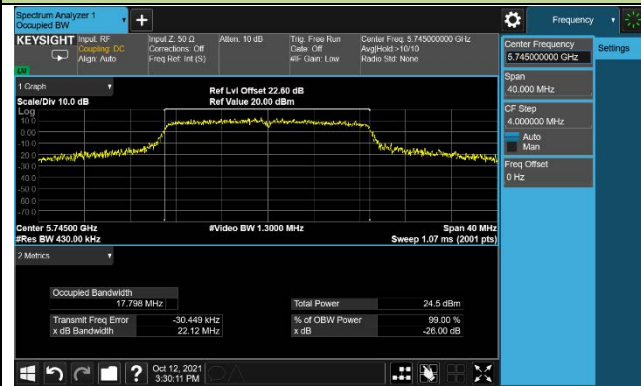 Spectrum Analyzer 1
Occupied BW
+
Frequency
KEYSIGHT
Input: RF
Coupling: DC
Align: Auto
Input Z: 50 Ω
Corrections: Off
Freq Ref: Int (S)
Atten: 10 dB
Trig: Free Run
Gate: Off
#IF Gain: Low
Center Freq: 5.745000000 GHz
Avg|Hold:>10/10
Radio Std: None
Center Frequency
5.745000000 GHz
Settings
Span
40.000 MHz
CF Step
4.000000 MHz
Auto
Man
Freq Offset
0 Hz
1 Graph
Scale/Div 10.0 dB
Ref Lvl Offset 22.60 dB
Ref Value 20.00 dBm
Log
10.0
0.00
-10.0
-20.0
-30.0
-40.0
-50.0
-60.0
-70.0
Center 5.74500 GHz
#Video BW 1.3000 MHz
Span 40 MHz
#Res BW 430.00 kHz
Sweep 1.07 ms (2001 pts)
2 Metrics
Occupied Bandwidth
17.798 MHz
Total Power 24.5 dBm
Transmit Freq Error -30.449 kHz
% of OBW Power 99.00 %
x dB Bandwidth 22.12 MHz
x dB -26.00 dB
?
Oct 12, 2021
3:30:11 PM